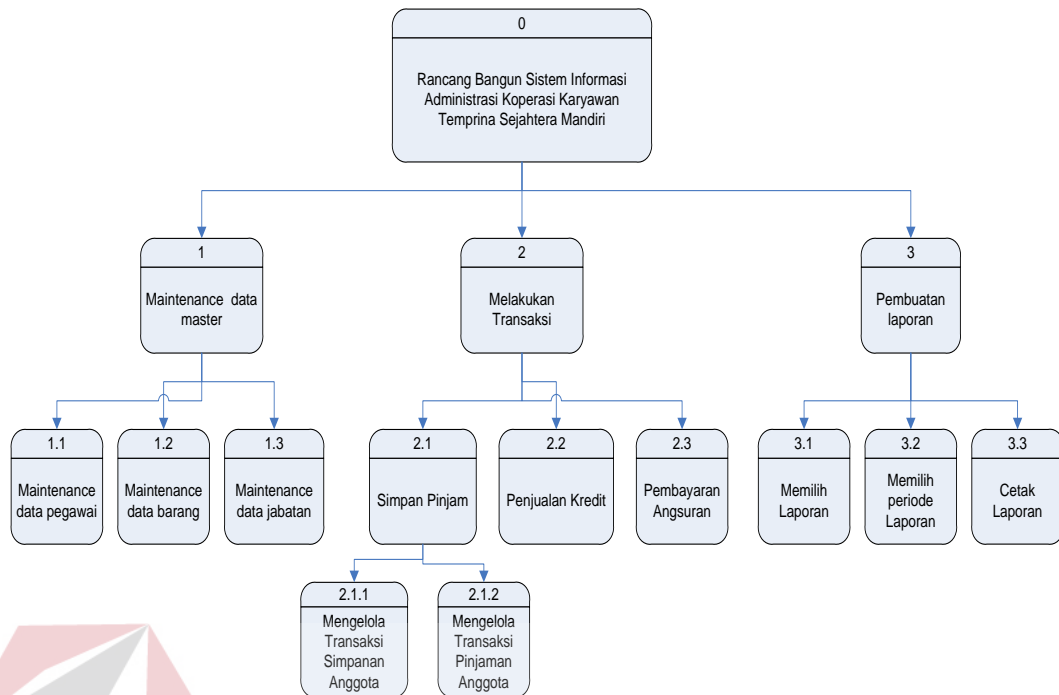 0
Rancang Bangun Sistem Informasi
Administrasi Koperasi Karyawan
Temprina Sejahtera Mandiri
1
Maintenance data
master
2
Melakukan
Transaksi
3
Pembuatan
laporan
1.1
Maintenance
data pegawai
1.2
Maintenance
data barang
1.3
Maintenance
data jabatan
2.1
Simpan Pinjam
2.2
Penjualan Kredit
2.3
Pembayaran
Angsuran
3.1
Memilih
Laporan
3.2
Memilih
periode
Laporan
3.3
Cetak
Laporan
2.1.1
Mengelola
Transaksi
Simpanan
Anggota
2.1.2
Mengelola
Transaksi
Pinjaman
Anggota